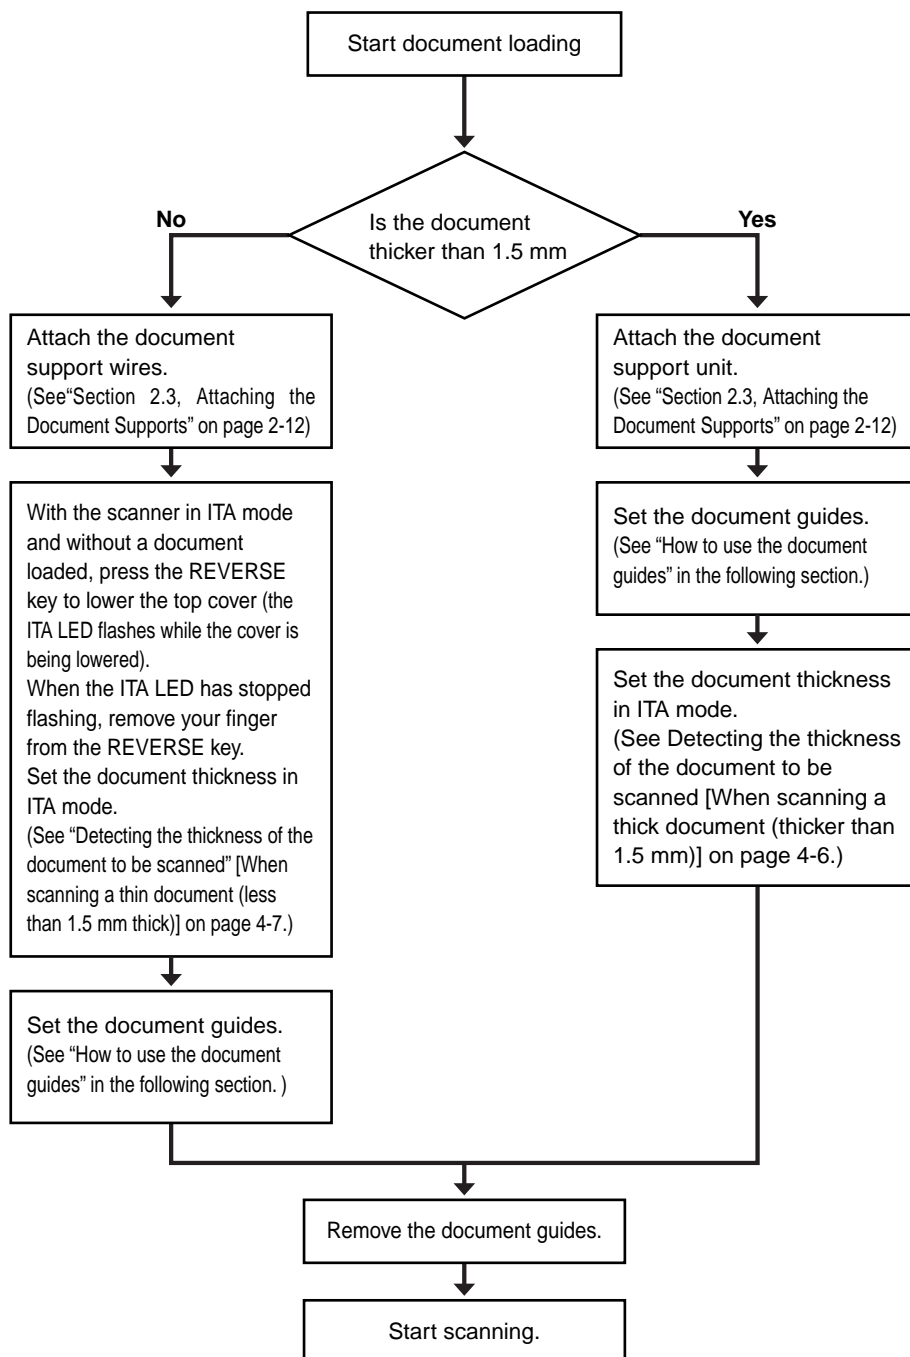 Start document loading
Is the document
thicker than 1.5 mm
No
Yes
Attach the document
support wires.
(See“Section 2.3, Attaching the
Document Supports” on page 2-12)
With the scanner in ITA mode
and without a document
loaded, press the REVERSE
key to lower the top cover (the
ITA LED flashes while the cover is
being lowered).
When the ITA LED has stopped
flashing, remove your finger
from the REVERSE key.
Set the document thickness in
ITA mode.
(See “Detecting the thickness of the
document to be scanned” [When
scanning a thin document (less
than 1.5 mm thick)] on page 4-7.)
Set the document guides.
(See “How to use the document
guides” in the following section. )
Attach the document
support unit.
(See “Section 2.3, Attaching the
Document Supports” on page 2-12)
Set the document guides.
(See “How to use the document
guides” in the following section.)
Set the document thickness
in ITA mode.
(See Detecting the thickness
of the document to be
scanned [When scanning a
thick document (thicker than
1.5 mm)] on page 4-6.)
Remove the document guides.
Start scanning.